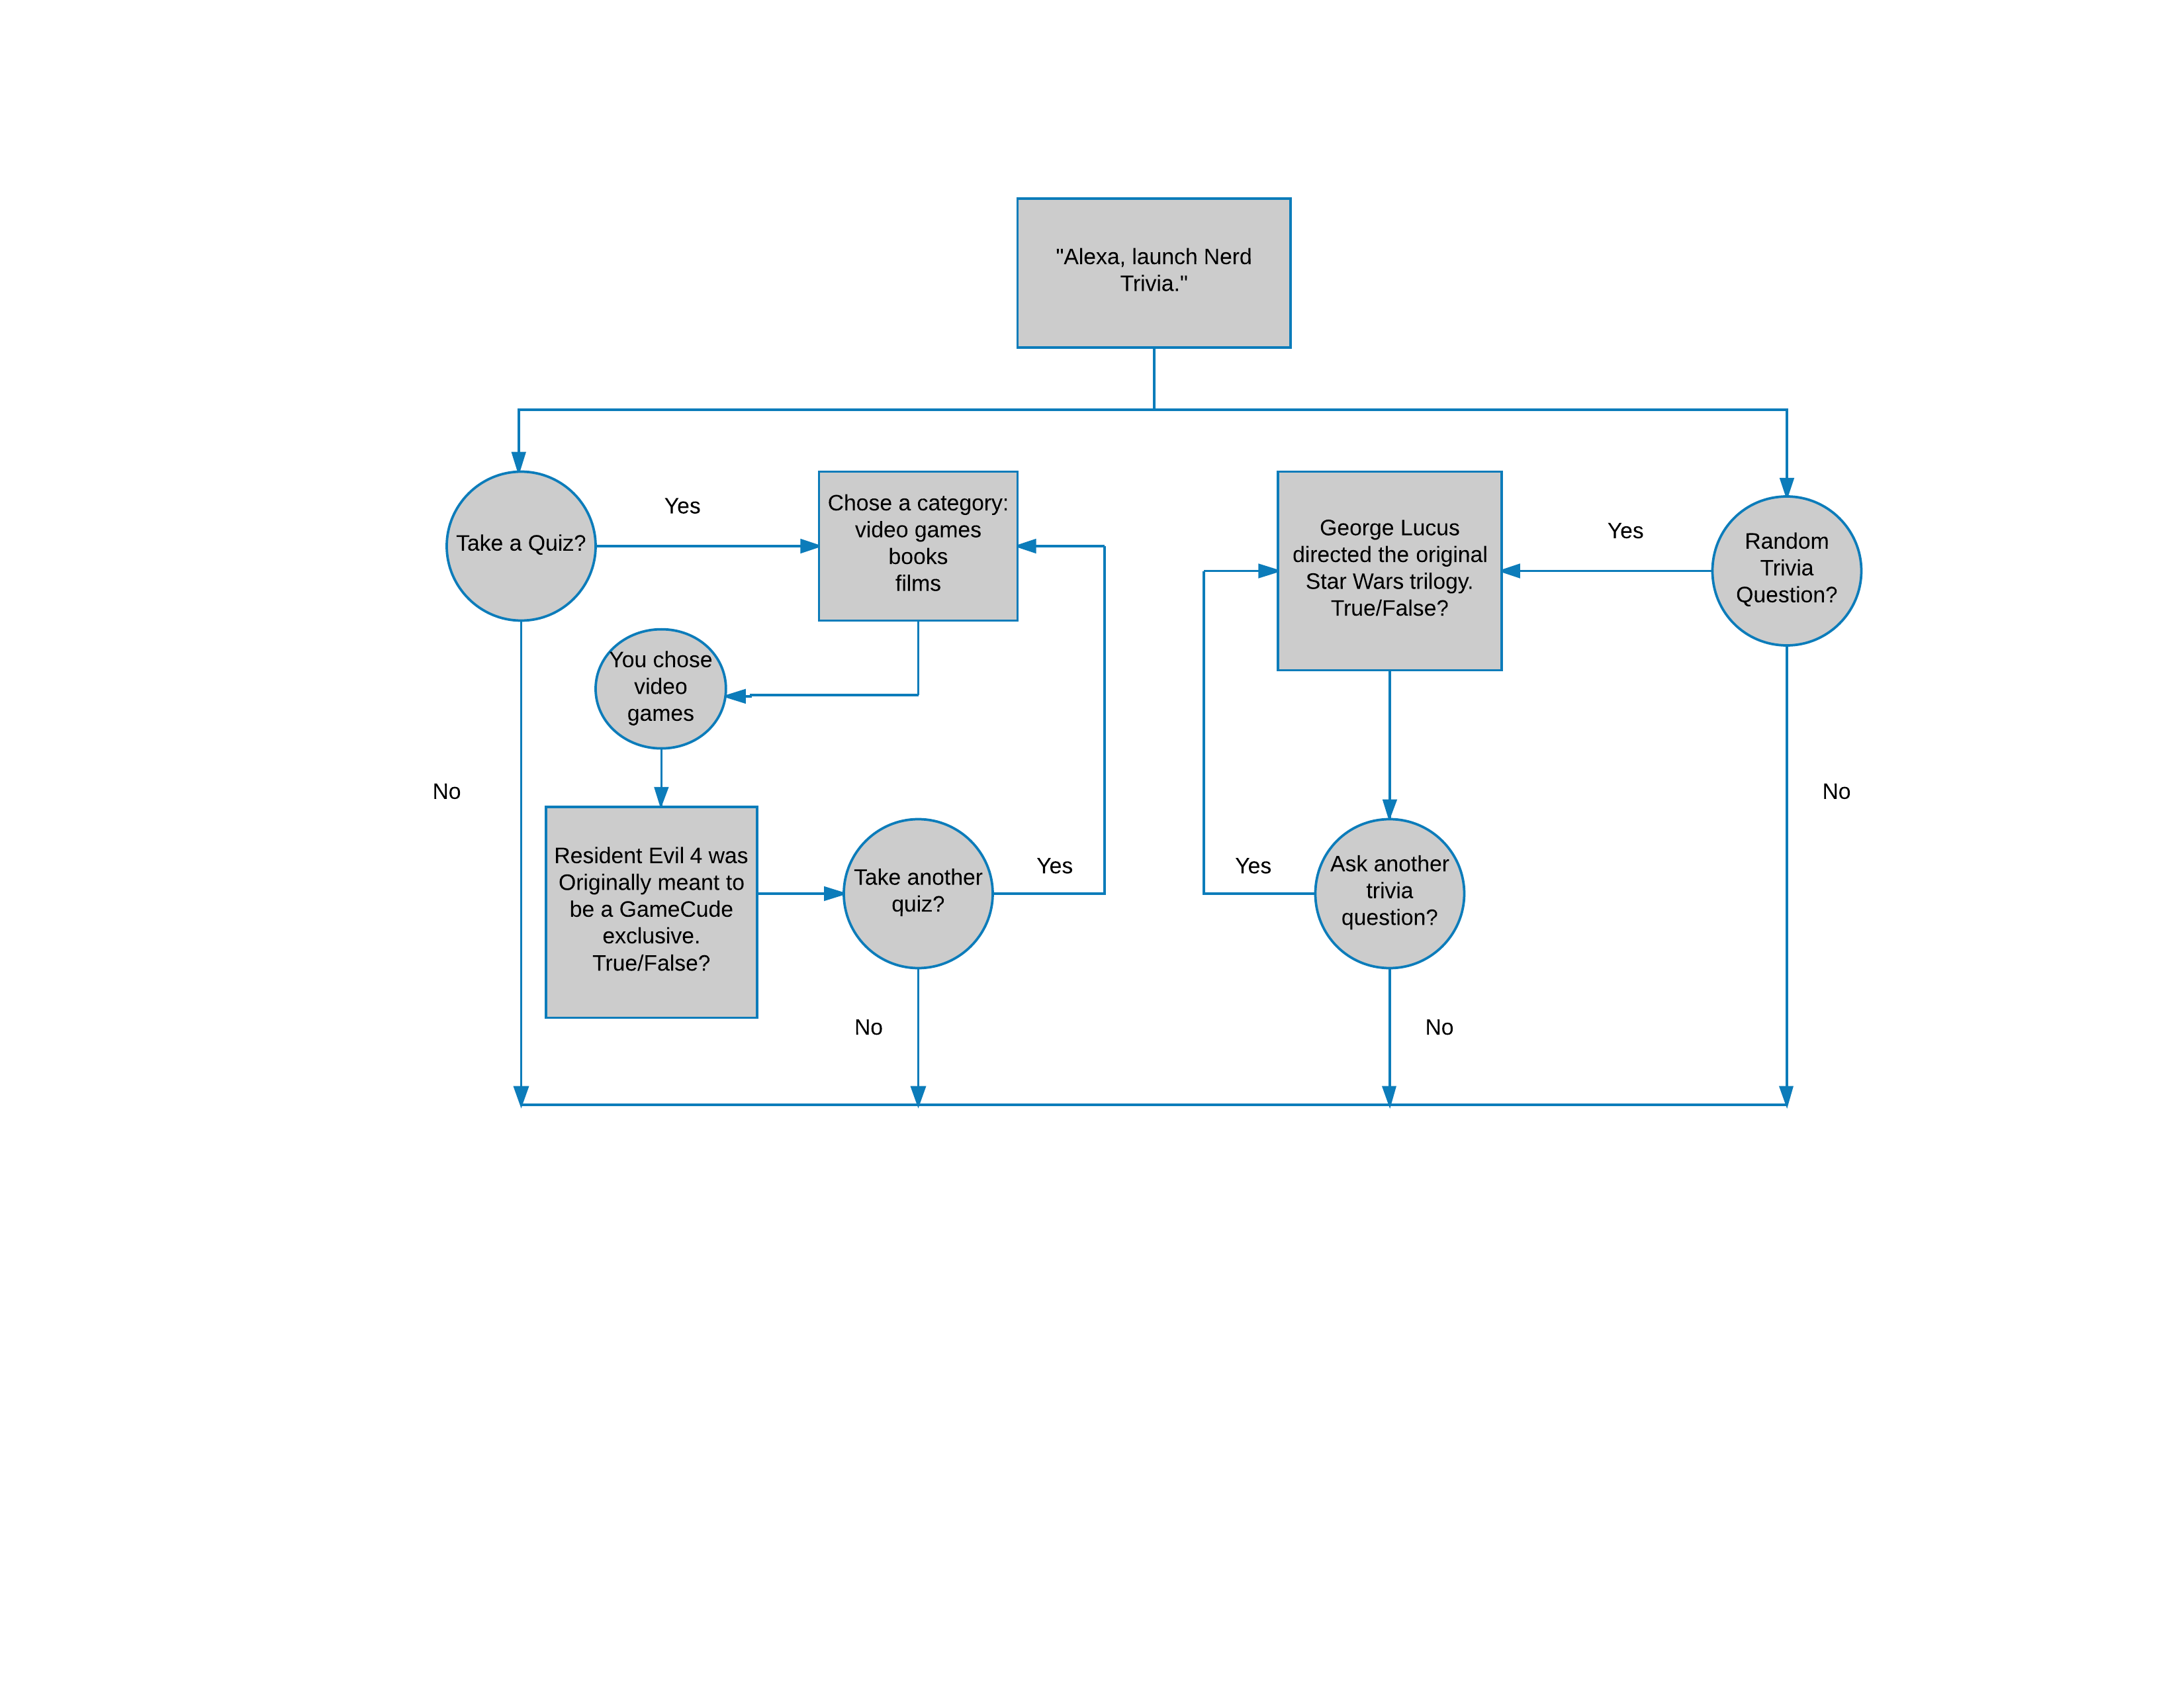 "Alexa, launch Nerd
Trivia."
Take a Quiz?
Yes
Chose a category:
video games
books
films
George Lucus
directed the original
Star Wars trilogy.
True/False?
Yes
Random
Trivia
Question?
You chose
video
games
No
No
Resident Evil 4 was
Originally meant to
be a GameCude
exclusive.
True/False?
Take another
quiz?
Yes
Yes
Ask another
trivia
question?
No
No